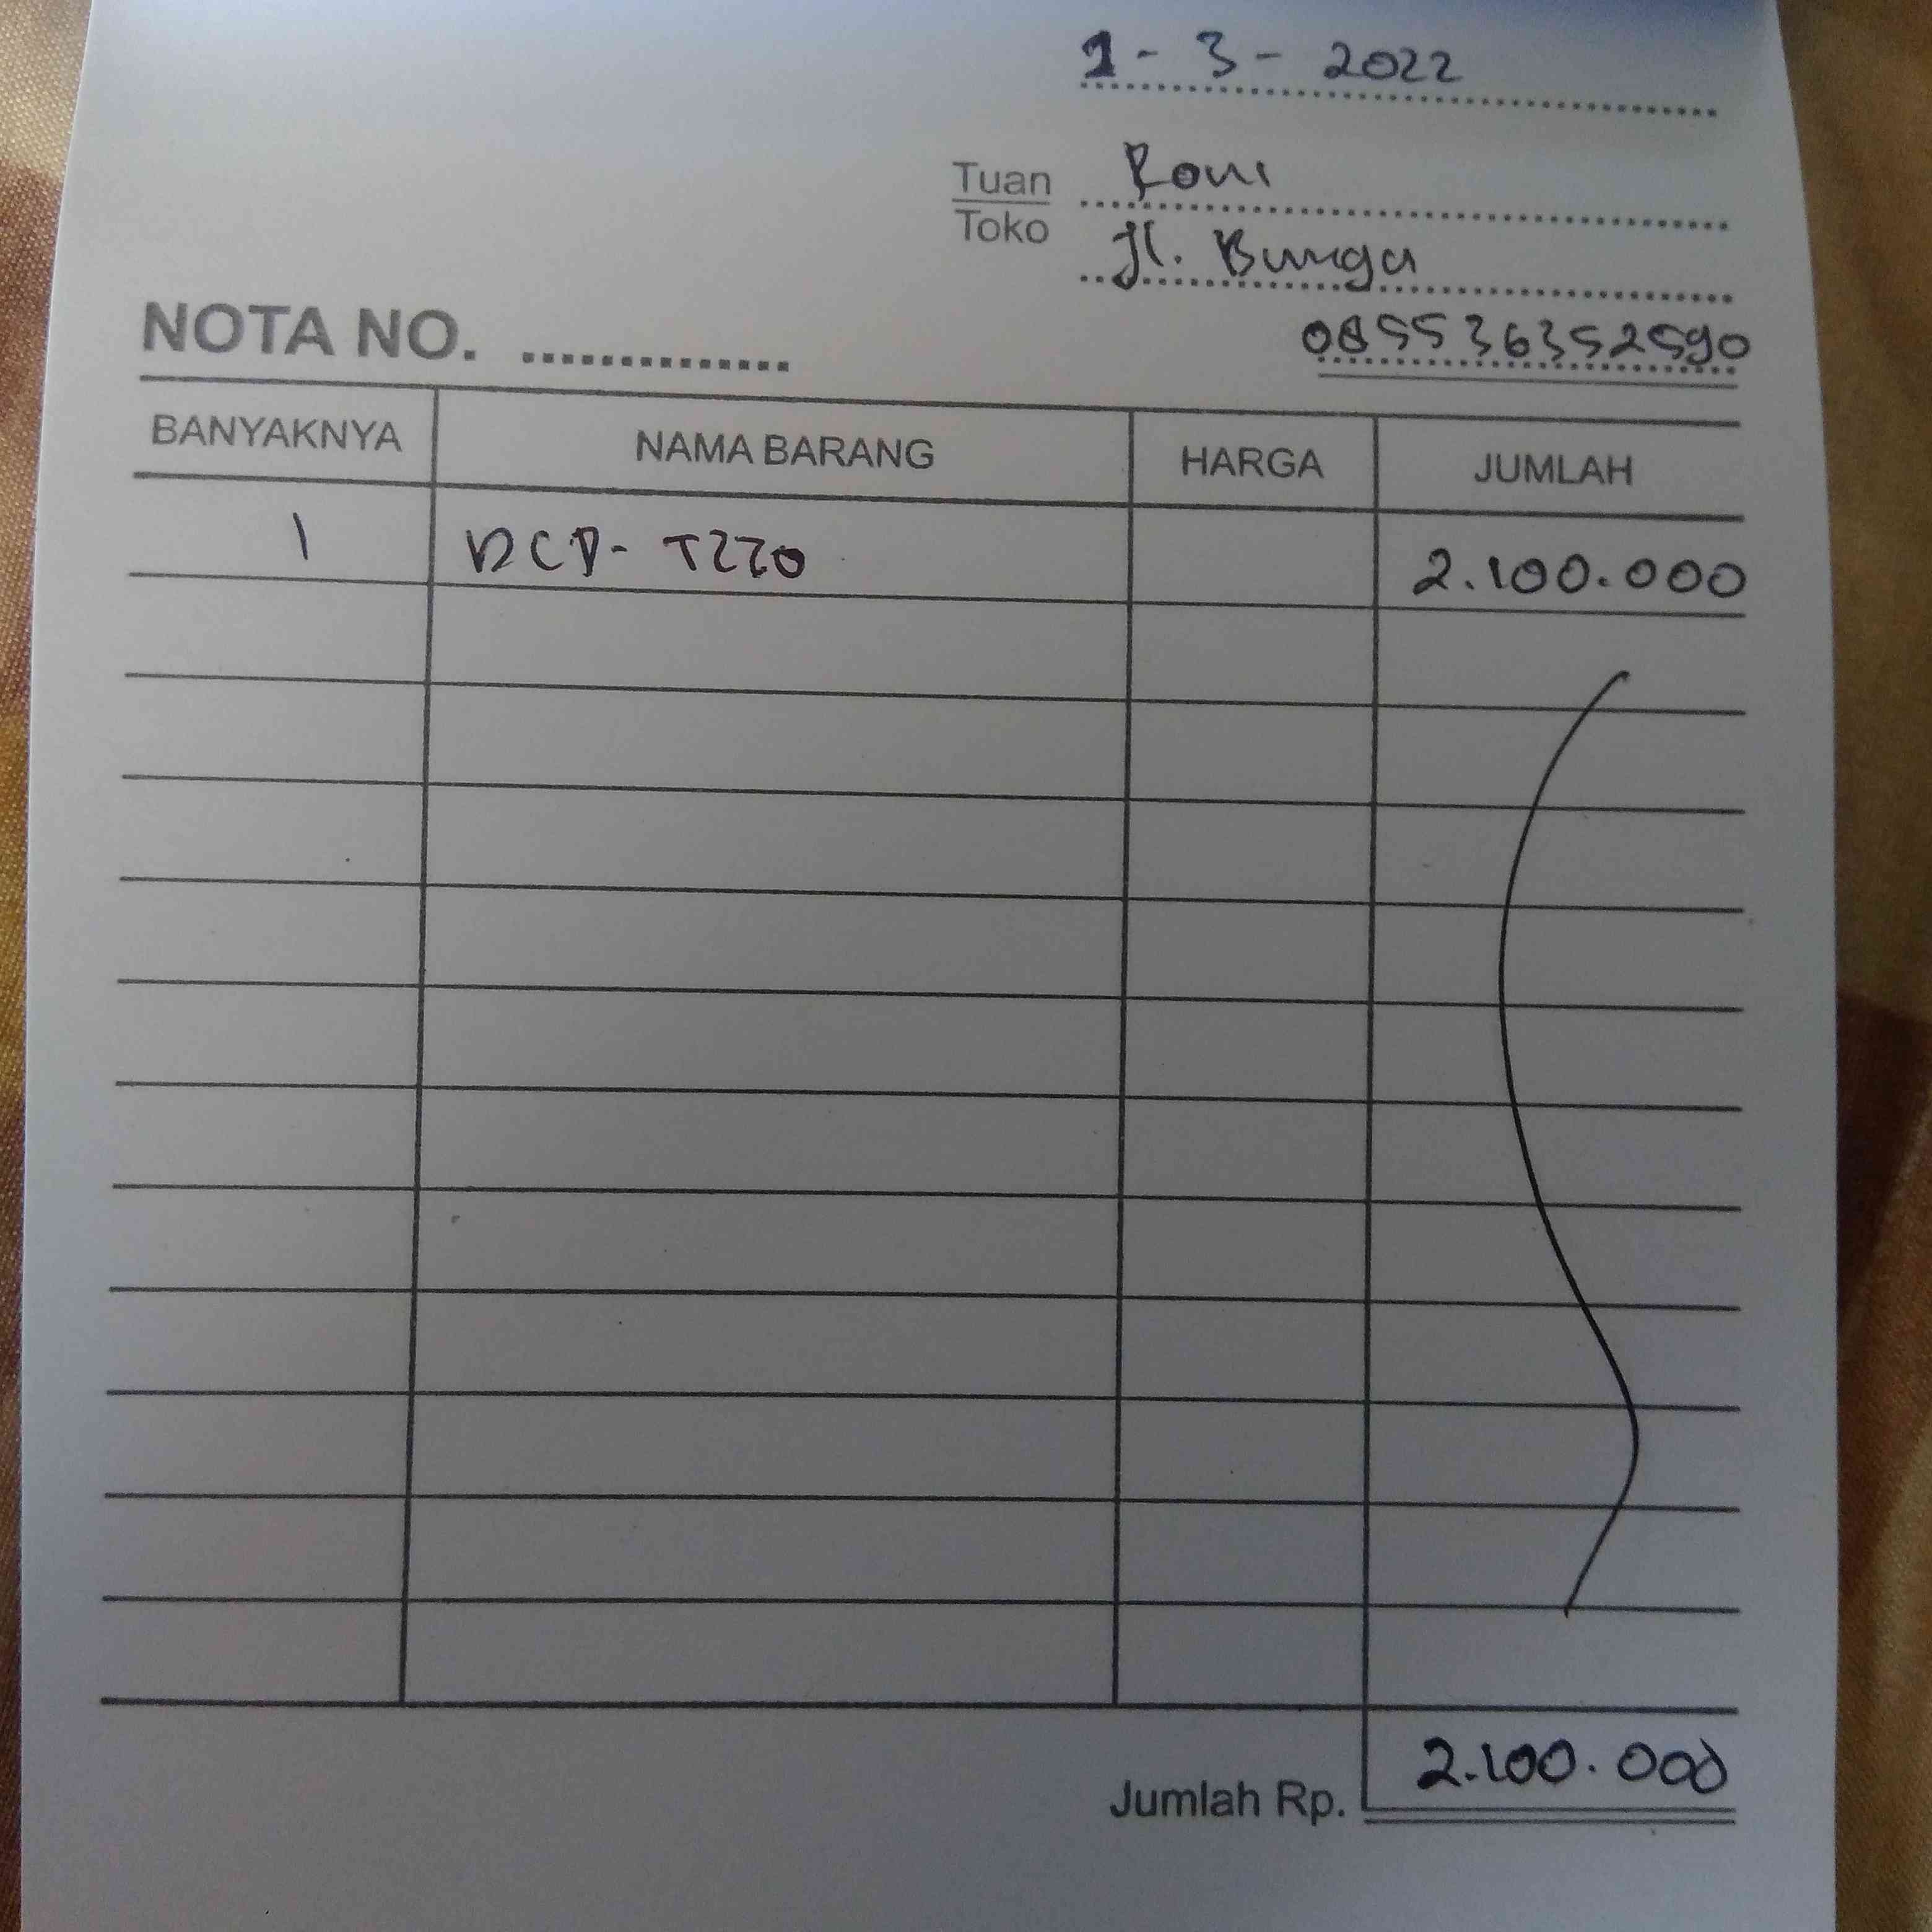 1 - 3 - 2022
Tuan Roni
Toko Jl. Bunga
NOTA NO. ............... 085536352590
BANYAKNYA NAMA BARANG HARGA JUMLAH
1 DCP- T220 2.100.000
Jumlah Rp. 2.100.000